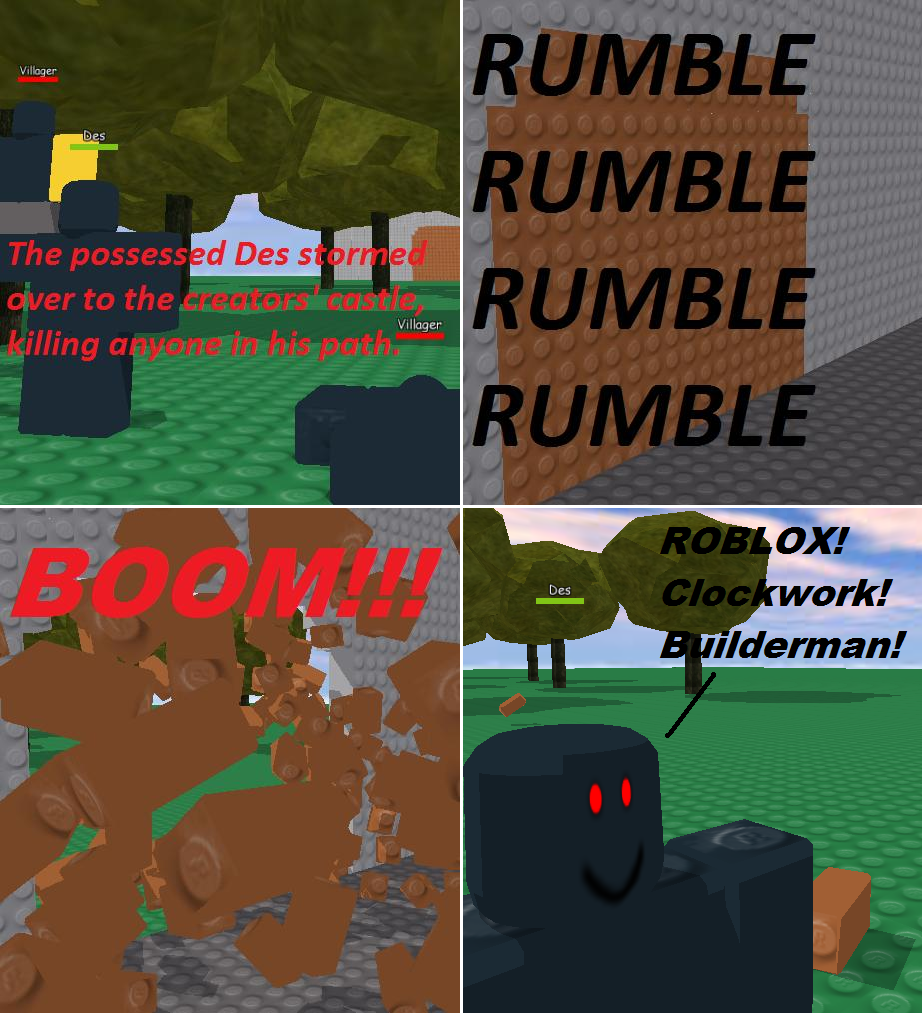 Villager
Des
The possessed Des stormed
over to the creators' castle,
Villager
killing anyone in his path.
RUMBLE
RUMBLE
RUMBLE
RUMBLE
BOOM!!!
ROBLOX!
Des
Clockwork!
Builderman!